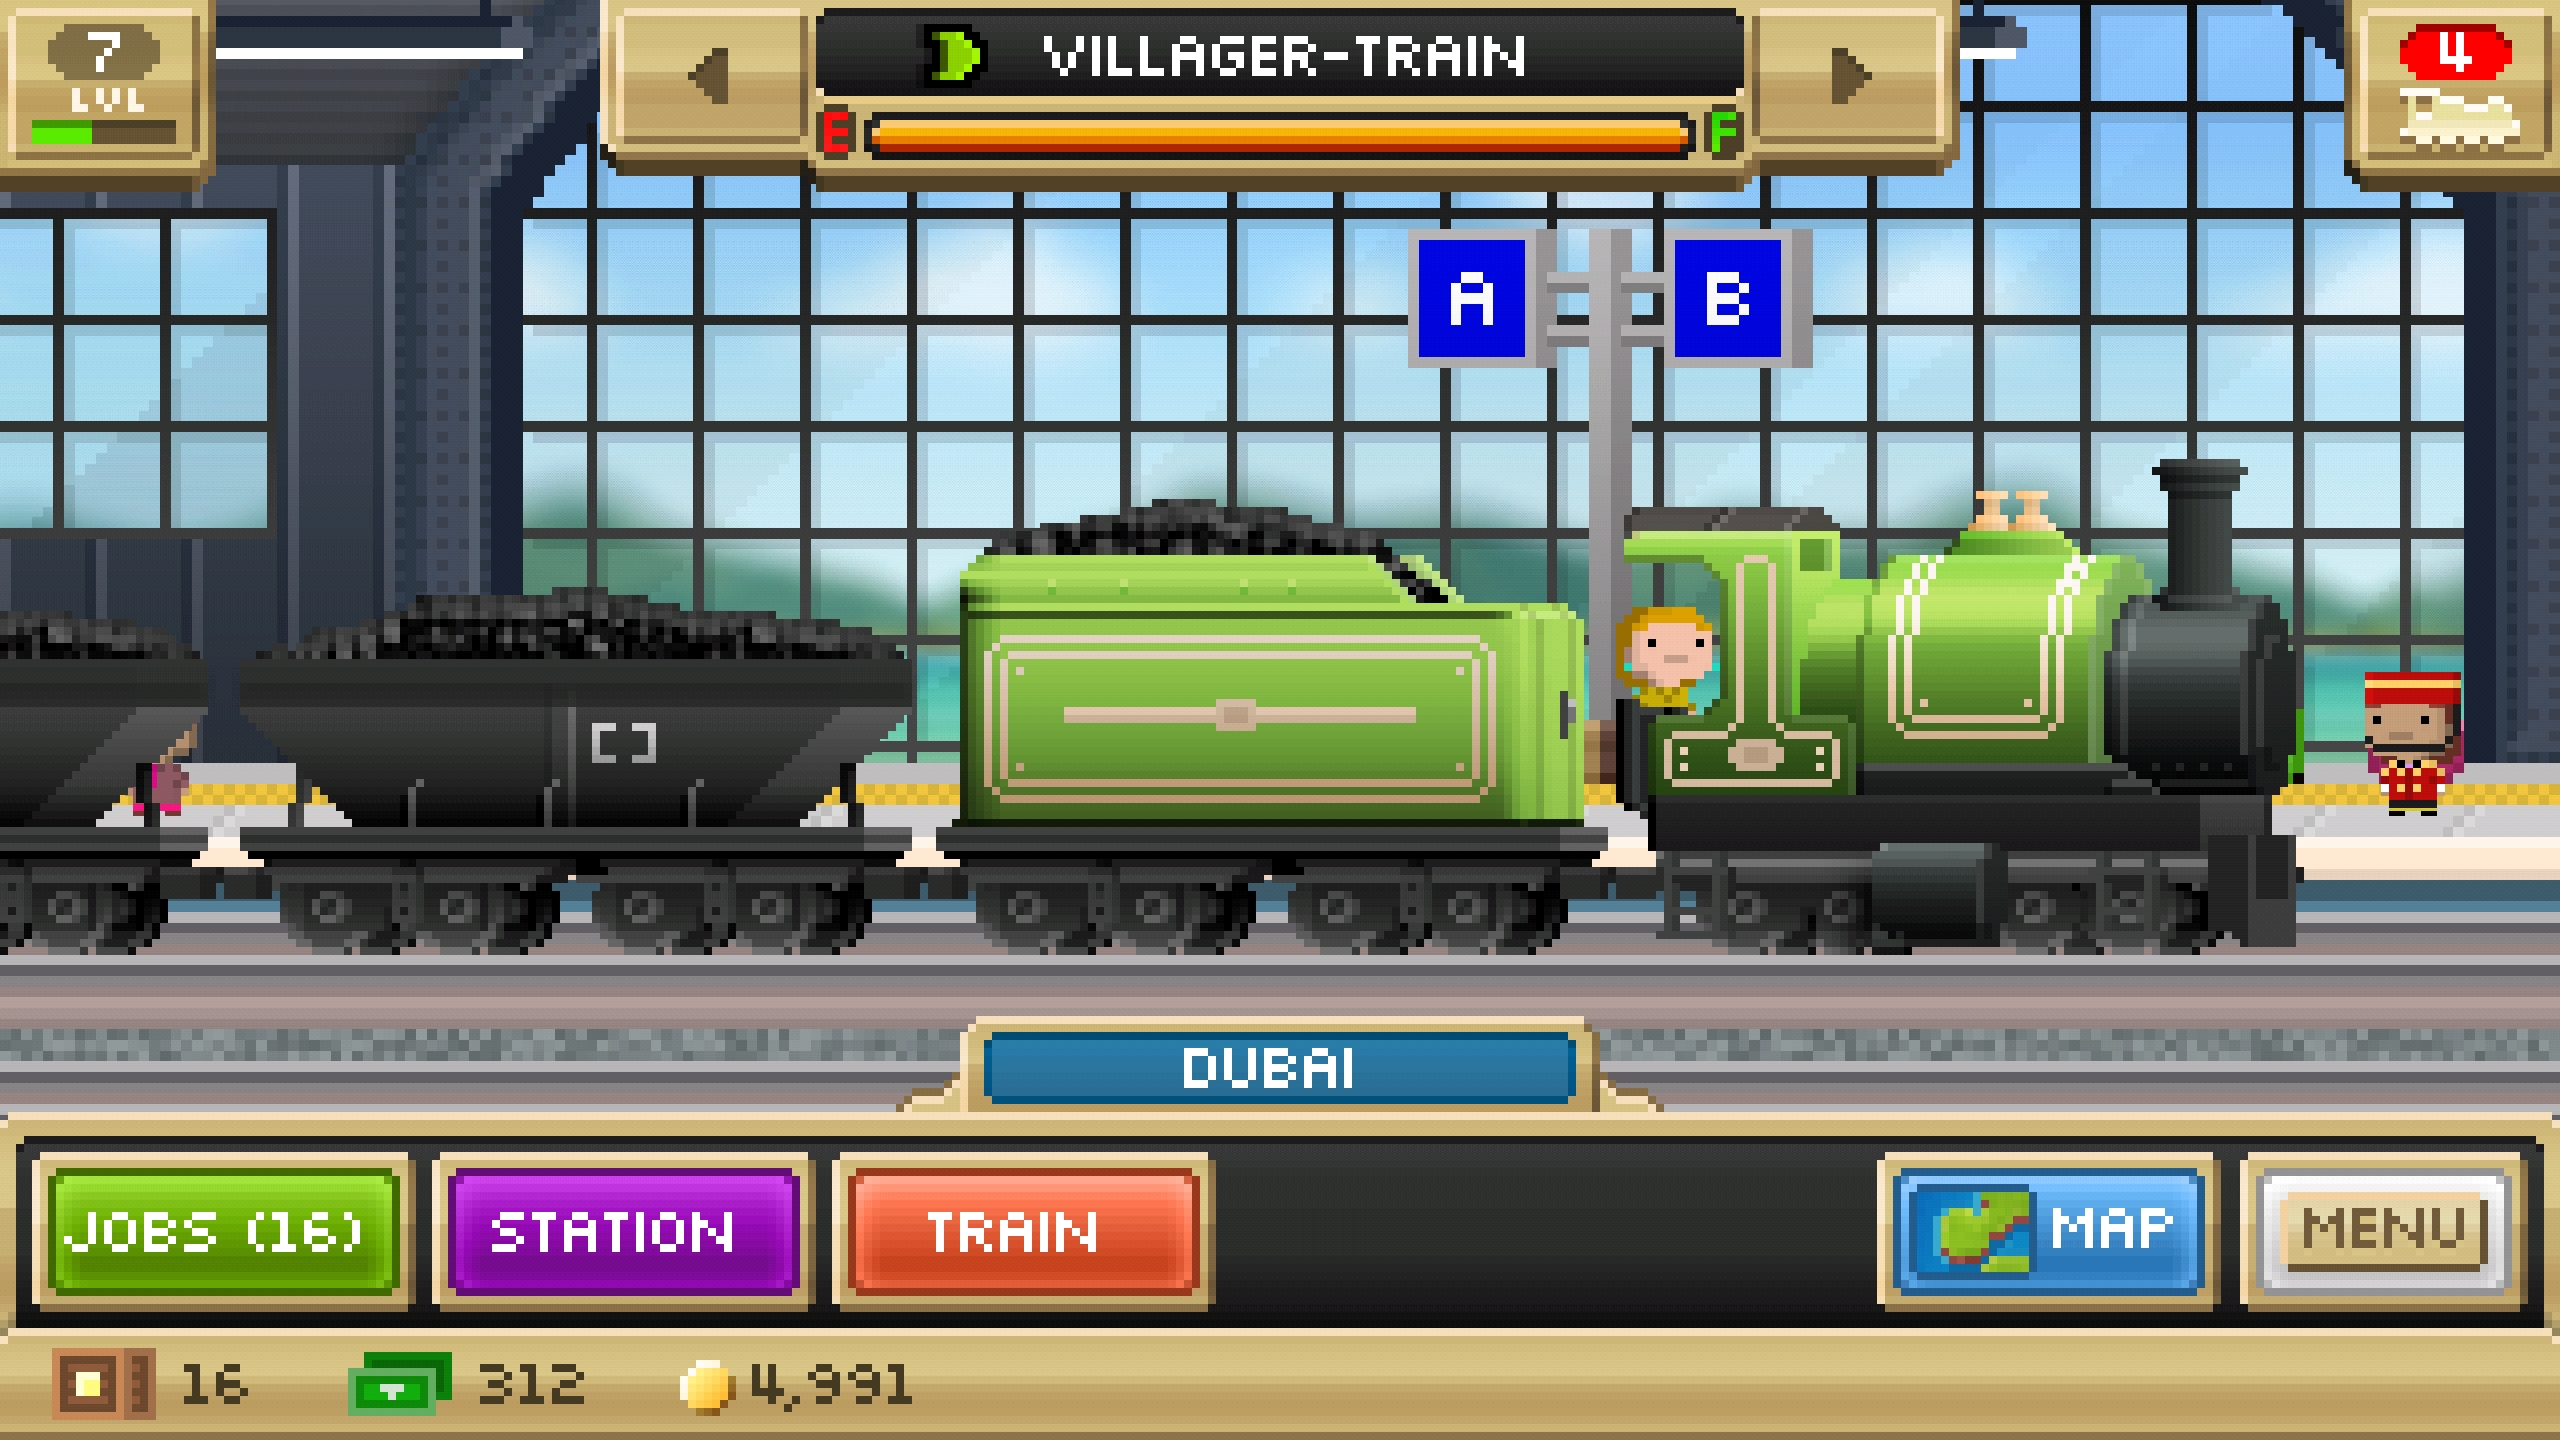 7
LVL
VILLAGER-TRAIN
E F
4
A B
DUBAI
JOBS (16) STATION TRAIN MAP MENU
16 312 4,991